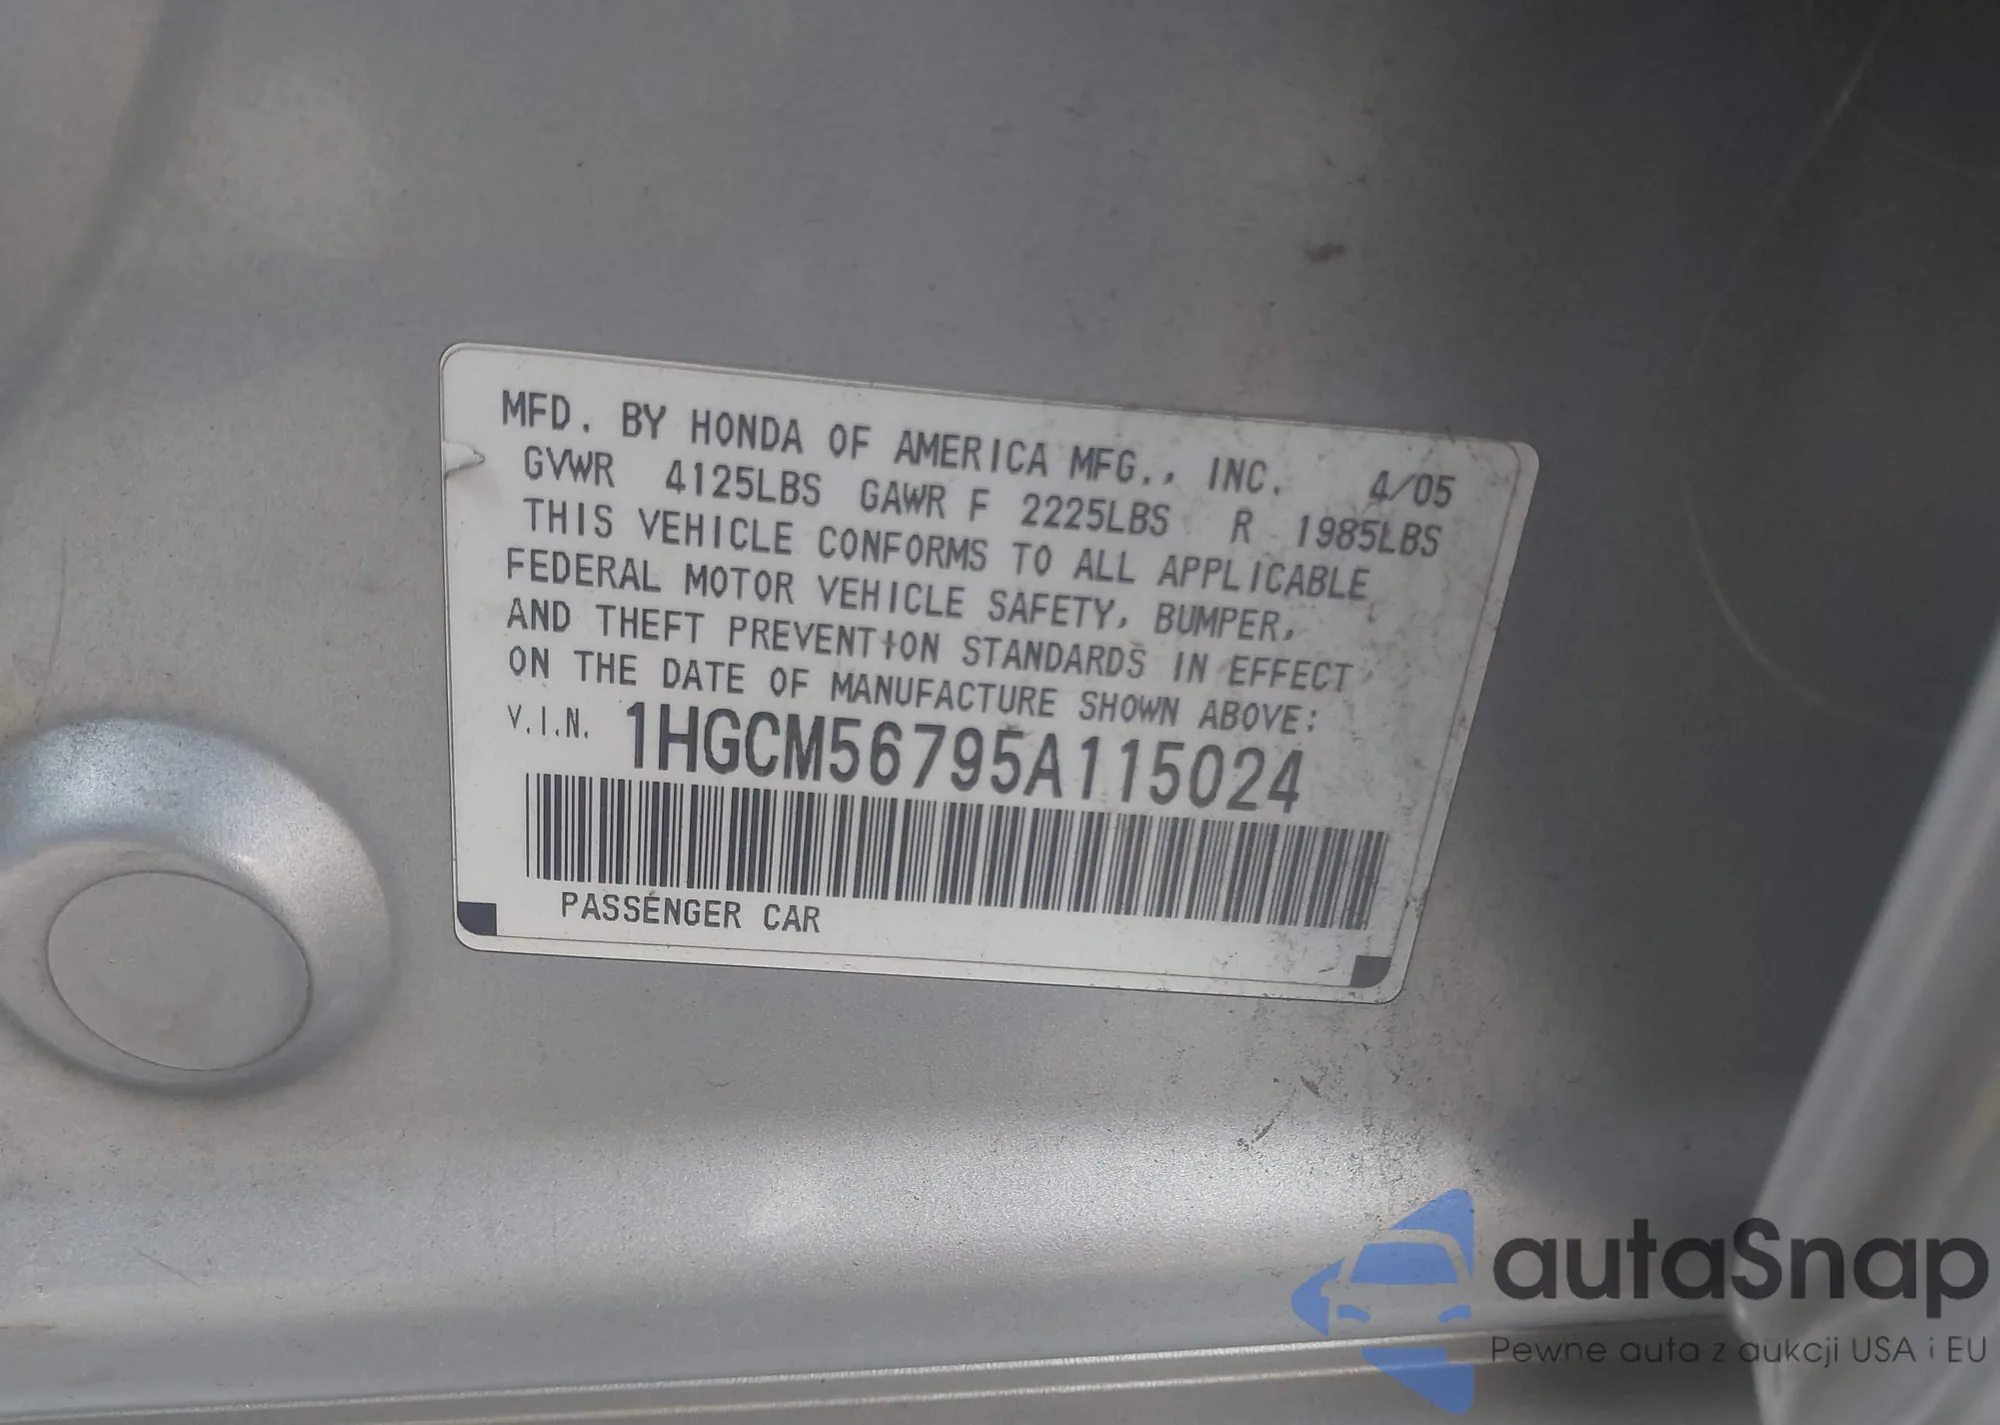 MFD. BY HONDA OF AMERICA MFG., INC. 4/05
GVWR 4125LBS GAWR F 2225LBS R 1985LBS
THIS VEHICLE CONFORMS TO ALL APPLICABLE
FEDERAL MOTOR VEHICLE SAFETY, BUMPER,
AND THEFT PREVENTION STANDARDS IN EFFECT
ON THE DATE OF MANUFACTURE SHOWN ABOVE:
V.I.N. 1HGCM56795A115024
PASSENGER CAR
autaSnap
Pewne auta z aukcji USA i EU